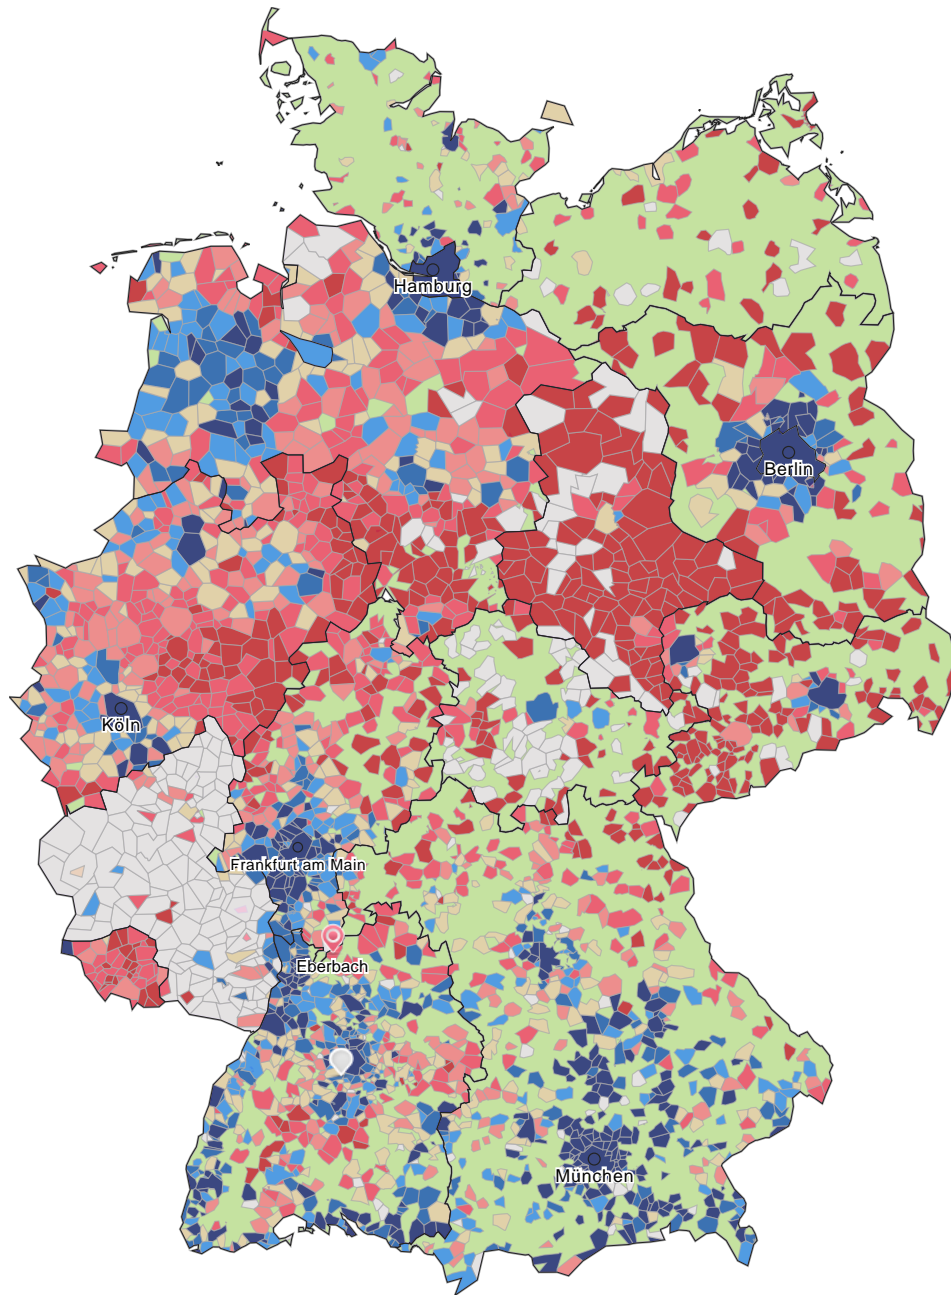 Hamburg
Berlin
Köln
Frankfurt am Main
Eberbach
München